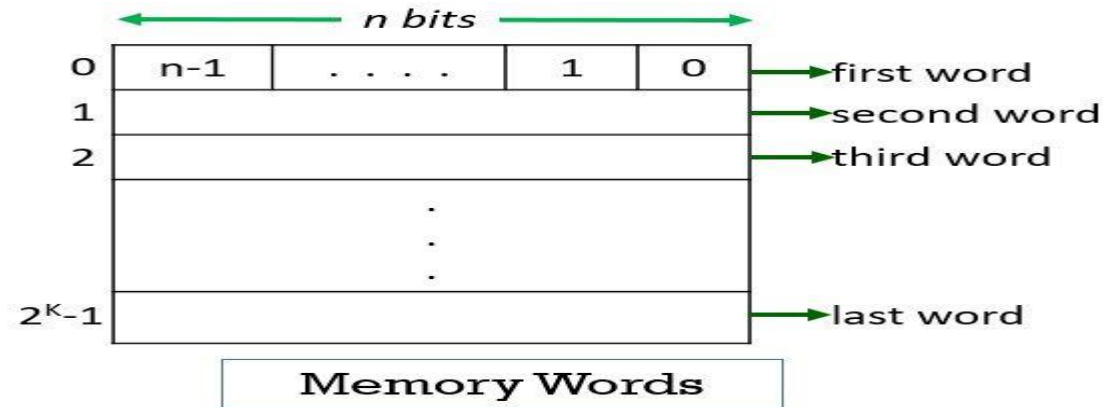 n bits
0 n-1 . . . . 1 0 first word
1 second word
2 third word
.
.
.
2ᴷ-1 last word
Memory Words